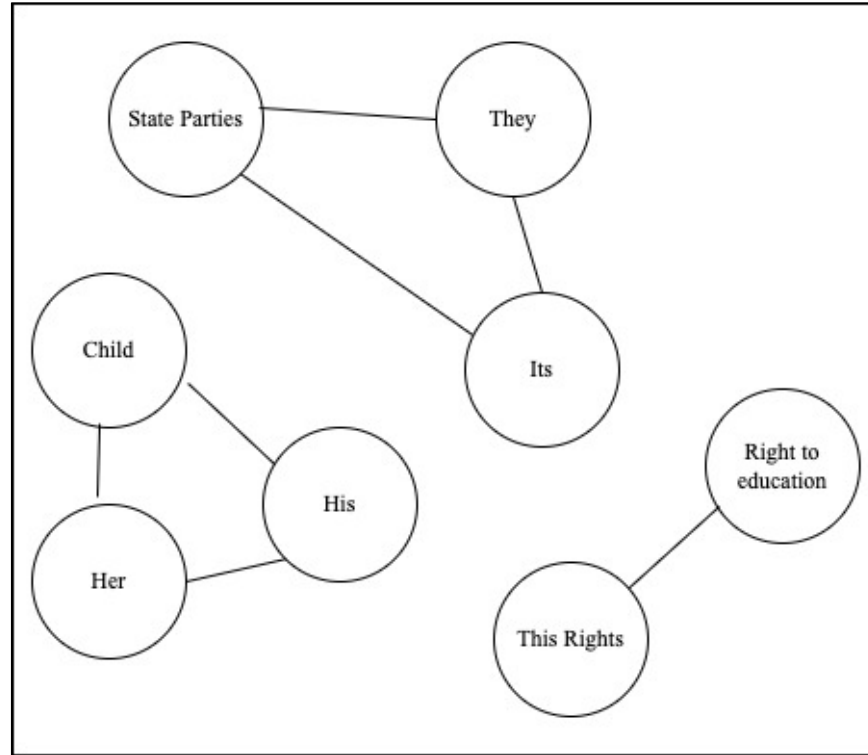 State Parties
They
Child
Its
Right to
education
His
Her
This Rights